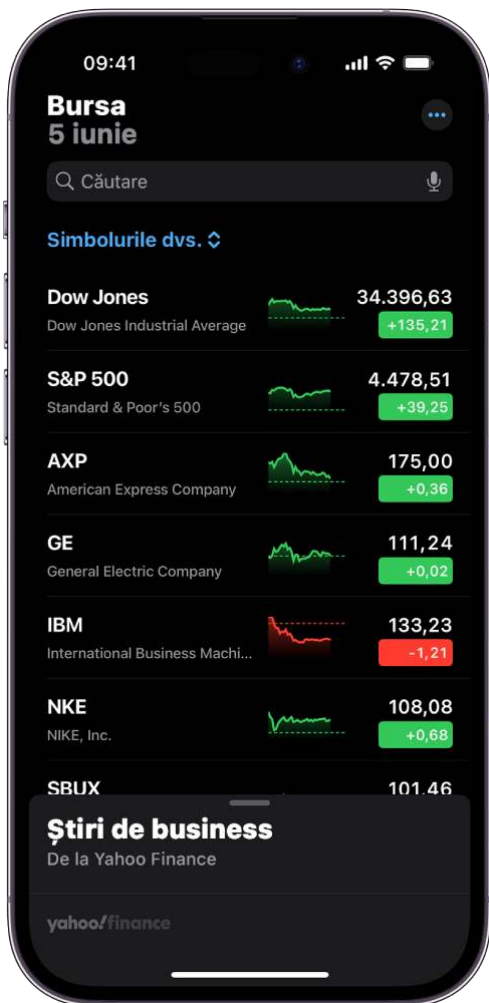 09:41
Bursa
5 iunie
Căutare
Simbolurile dvs.
Dow Jones 34.396,63
Dow Jones Industrial Average +135,21
S&P 500 4.478,51
Standard & Poor's 500 +39,25
AXP 175,00
American Express Company +0,36
GE 111,24
General Electric Company +0,02
IBM 133,23
International Business Machi... -1,21
NKE 108,08
NIKE, Inc. +0,68
SBUX 101,46
Știri de business
De la Yahoo Finance
yahoo!finance